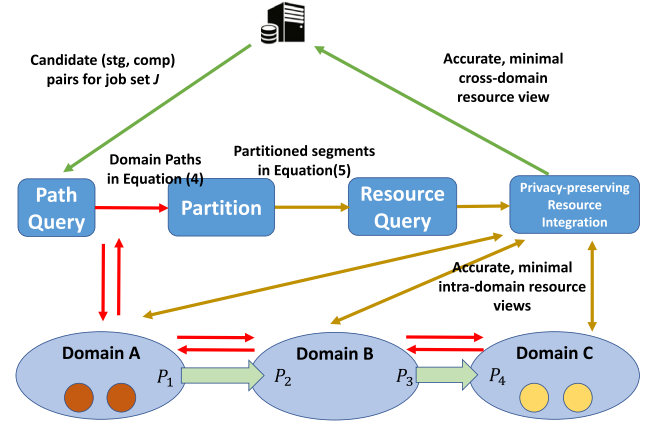 Candidate (stg, comp)
pairs for job set J
Accurate, minimal
cross-domain
resource view
Domain Paths
in Equation (4)
Partitioned segments
in Equation(5)
Path
Query
Partition
Resource
Query
Privacy-preserving
Resource
Integration
Accurate, minimal
intra-domain resource
views
Domain A
Domain B
Domain C
P₁
P₂
P₃
P₄